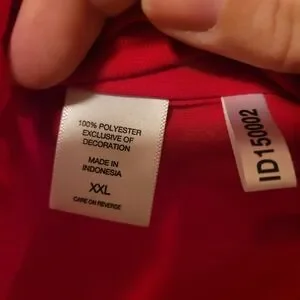 100% POLYESTER
EXCLUSIVE OF
DECORATION
MADE IN
INDONESIA
XXL
CARE ON REVERSE
ID150002